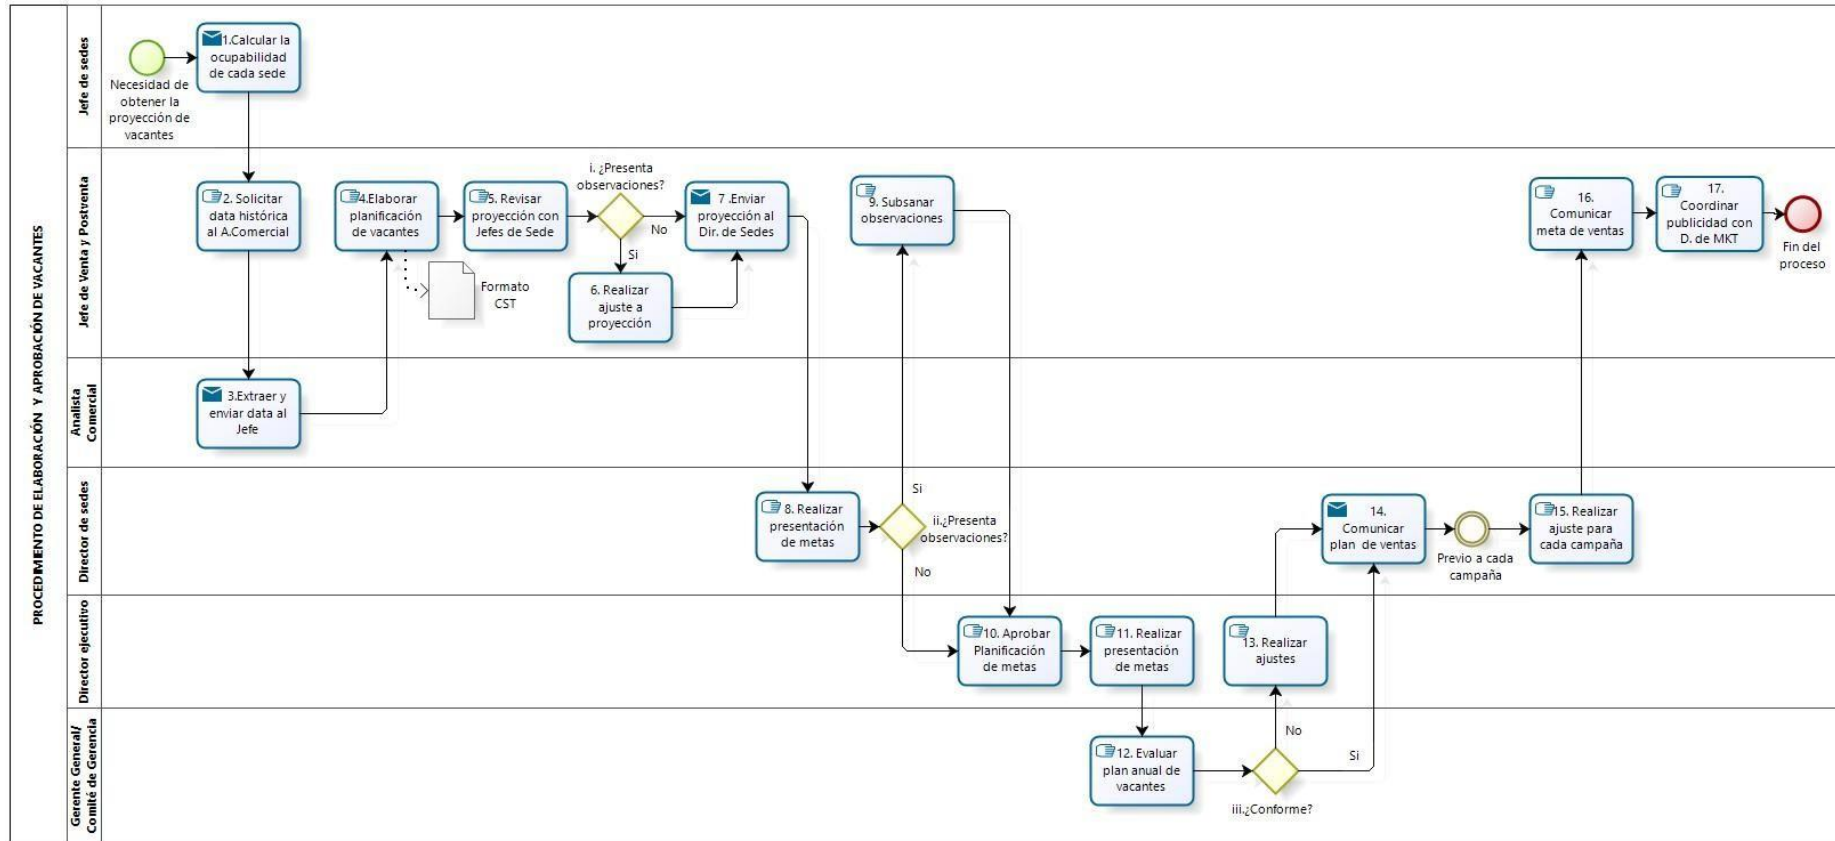 PROCEDIMIENTO DE ELABORACIÓN Y APROBACIÓN DE VACANTES
Jefe de sedes
Necesidad de
obtener la
proyección de
vacantes
1.Calcular la
ocupabilidad
de cada sede
Jefe de Venta y Postventa
2. Solicitar
data histórica
al A.Comercial
4.Elaborar
planificación
de vacantes
Formato
CST
5. Revisar
proyección con
Jefes de Sede
i. ¿Presenta
observaciones?
No
Si
6. Realizar
ajuste a
proyección
7 .Enviar
proyección al
Dir. de Sedes
9. Subsanar
observaciones
16.
Comunicar
meta de ventas
17.
Coordinar
publicidad con
D. de MKT
Fin del
proceso
Analista
Comercial
3.Extraer y
enviar data al
Jefe
Director de sedes
8. Realizar
presentación
de metas
Si
ii.¿Presenta
observaciones?
No
14.
Comunicar
plan de ventas
Previo a cada
campaña
15. Realizar
ajuste para
cada campaña
Director ejecutivo
10. Aprobar
Planificación
de metas
11. Realizar
presentación
de metas
13. Realizar
ajustes
Gerente General/
Comité de Gerencia
12. Evaluar
plan anual de
vacantes
No
Si
iii.¿Conforme?